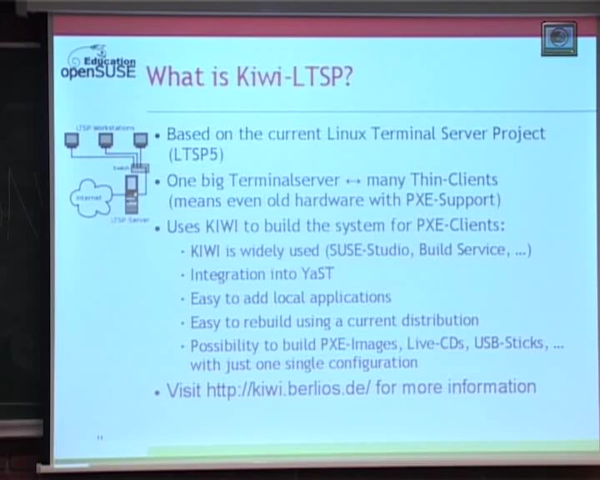 Education
openSUSE
What is Kiwi-LTSP?
LTSP Workstations
Switch
Internet
LTSP Server
• Based on the current Linux Terminal Server Project
(LTSP5)
• One big Terminalserver ↔ many Thin-Clients
(means even old hardware with PXE-Support)
• Uses KIWI to build the system for PXE-Clients:
• KIWI is widely used (SUSE-Studio, Build Service, ...)
• Integration into YaST
• Easy to add local applications
• Easy to rebuild using a current distribution
• Possibility to build PXE-Images, Live-CDs, USB-Sticks, ...
with just one single configuration
• Visit http://kiwi.berlios.de/ for more information